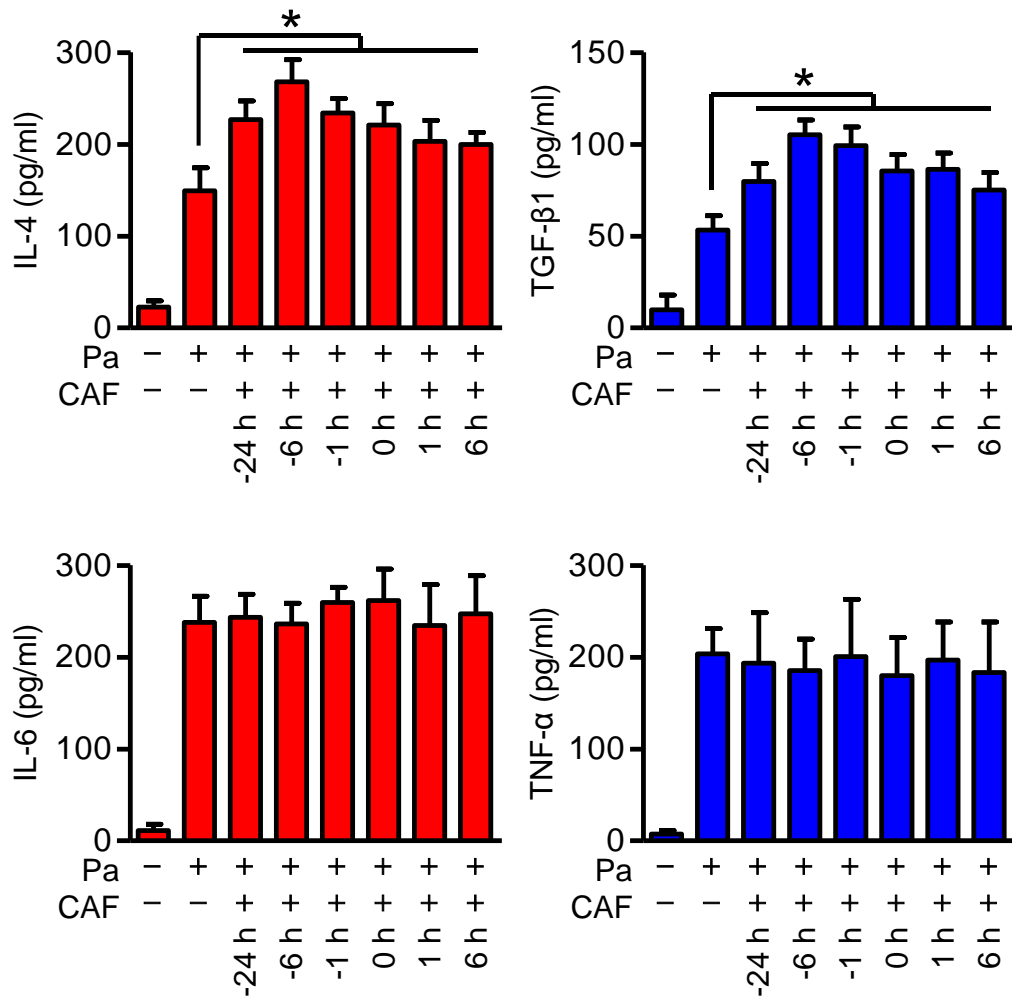 *
300
200
100
0
IL-4 (pg/ml)
Pa − + + + + + + +
CAF − − + + + + + +
-24 h -6 h -1 h 0 h 1 h 6 h
*
150
100
50
0
TGF-β1 (pg/ml)
Pa − + + + + + + +
CAF − − + + + + + +
-24 h -6 h -1 h 0 h 1 h 6 h
300
200
100
0
IL-6 (pg/ml)
Pa − + + + + + + +
CAF − − + + + + + +
-24 h -6 h -1 h 0 h 1 h 6 h
300
200
100
0
TNF-α (pg/ml)
Pa − + + + + + + +
CAF − − + + + + + +
-24 h -6 h -1 h 0 h 1 h 6 h